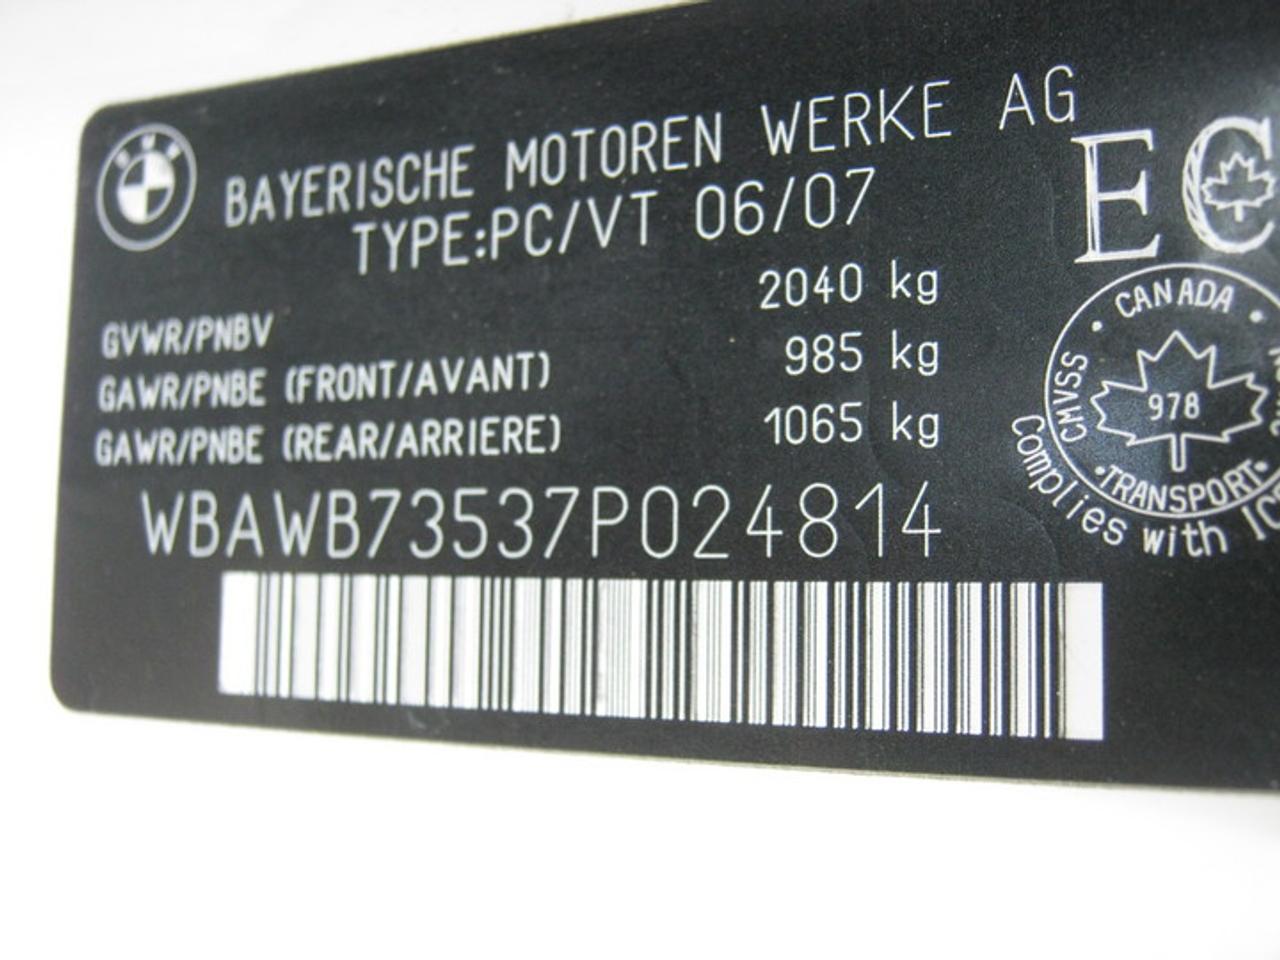 BMW
BAYERISCHE MOTOREN WERKE AG
TYPE:PC/VT 06/07
EC
GVWR/PNBV 2040 kg
GAWR/PNBE (FRONT/AVANT) 985 kg
GAWR/PNBE (REAR/ARRIERE) 1065 kg
WBAWB73537P024814
CANADA
CMVSS
978
TRANSPORT
Complies with